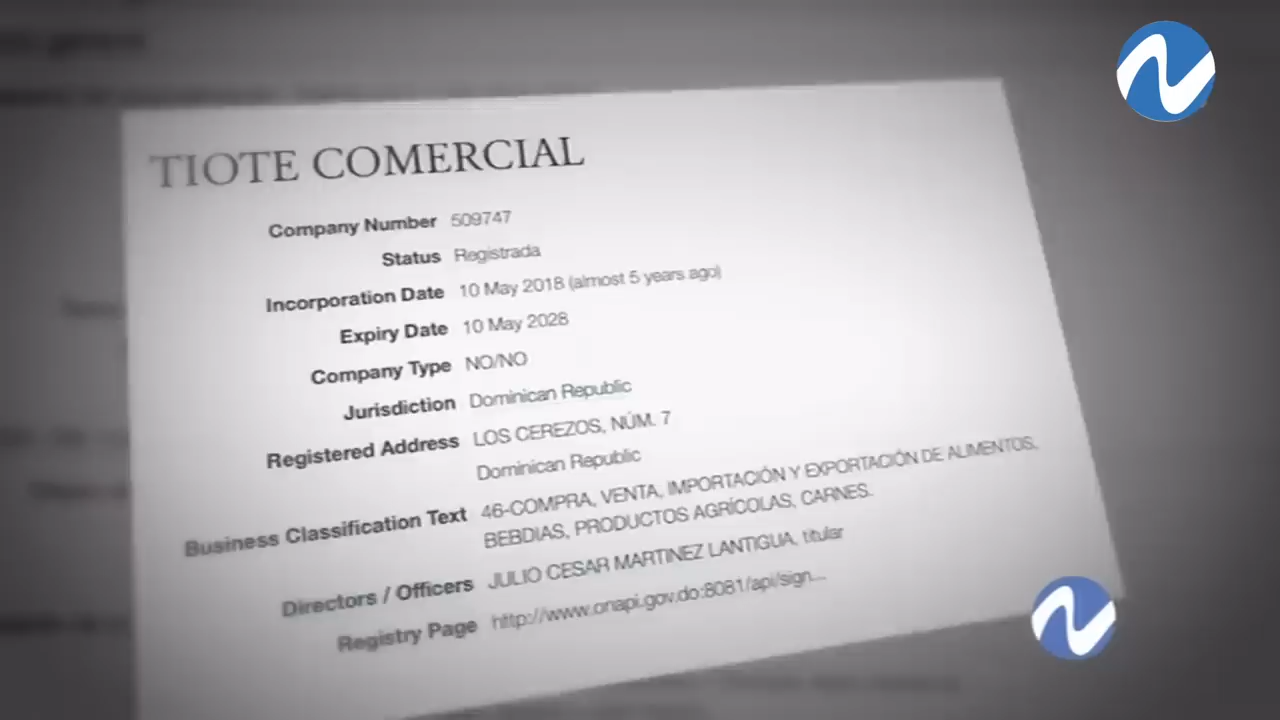 TIOTE COMERCIAL
Company Number 509747
Status Registrada
Incorporation Date 10 May 2018 (almost 5 years ago)
Expiry Date 10 May 2028
Company Type NO/NO
Jurisdiction Dominican Republic
Registered Address LOS CEREZOS, NÚM. 7
Dominican Republic
Business Classification Text 46-COMPRA, VENTA, IMPORTACIÓN Y EXPORTACIÓN DE ALIMENTOS,
BEBDIAS, PRODUCTOS AGRÍCOLAS, CARNES.
Directors / Officers JULIO CESAR MARTINEZ LANTIGUA, titular
Registry Page http://www.onapi.gov.do:8081/api/sign...